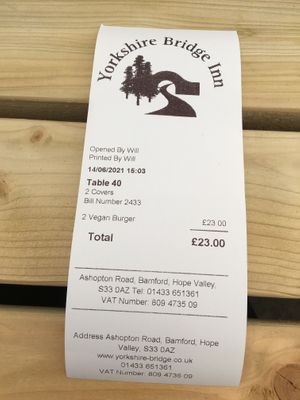 Yorkshire Bridge Inn
Opened By Will
Printed By Will
14/06/2021 15:03
Table 40
2 Covers
Bill Number 2433
2 Vegan Burger £23.00
Total £23.00
Ashopton Road, Bamford, Hope Valley,
S33 0AZ Tel: 01433 651361
VAT Number: 809 4735 09
Address Ashopton Road, Bamford, Hope
Valley, S33 0AZ
www.yorkshire-bridge.co.uk
01433 651361
VAT Number: 809 4735 09